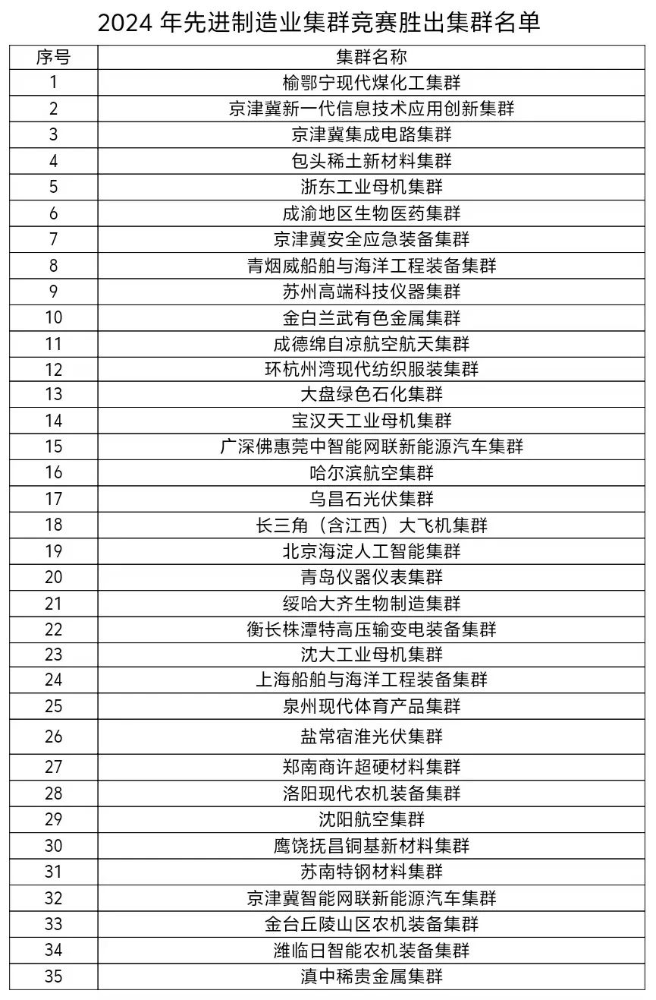 2024 年先进制造业集群竞赛胜出集群名单
序号 集群名称
1 榆鄂宁现代煤化工集群
2 京津冀新一代信息技术应用创新集群
3 京津冀集成电路集群
4 包头稀土新材料集群
5 浙东工业母机集群
6 成渝地区生物医药集群
7 京津冀安全应急装备集群
8 青烟威船舶与海洋工程装备集群
9 苏州高端科技仪器集群
10 金白兰武有色金属集群
11 成德绵自凉航空航天集群
12 环杭州湾现代纺织服装集群
13 大盘绿色石化集群
14 宝汉天工业母机集群
15 广深佛惠莞中智能网联新能源汽车集群
16 哈尔滨航空集群
17 乌昌石光伏集群
18 长三角（含江西）大飞机集群
19 北京海淀人工智能集群
20 青岛仪器仪表集群
21 绥哈大齐生物制造集群
22 衡长株潭特高压输变电装备集群
23 沈大工业母机集群
24 上海船舶与海洋工程装备集群
25 泉州现代体育产品集群
26 盐常宿淮光伏集群
27 郑南商许超硬材料集群
28 洛阳现代农机装备集群
29 沈阳航空集群
30 鹰饶抚昌铜基新材料集群
31 苏南特钢材料集群
32 京津冀智能网联新能源汽车集群
33 金台丘陵山区农机装备集群
34 潍临日智能农机装备集群
35 滇中稀贵金属集群